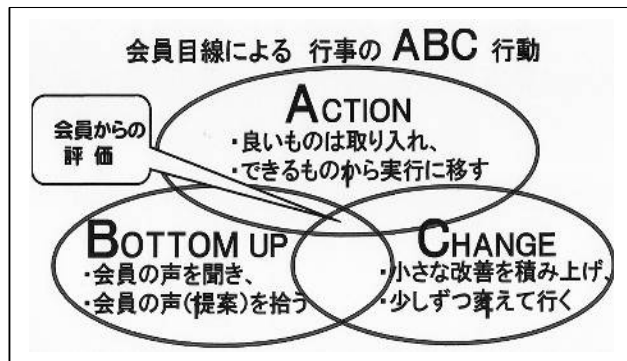 会員目線による 行事の ABC 行動
会員からの
評 価
ACTION
・良いものは取り入れ、
・できるものから実行に移す
BOTTOM UP
・会員の声を聞き、
・会員の声(提案)を拾う
CHANGE
・小さな改善を積み上げ、
・少しずつ変えて行く